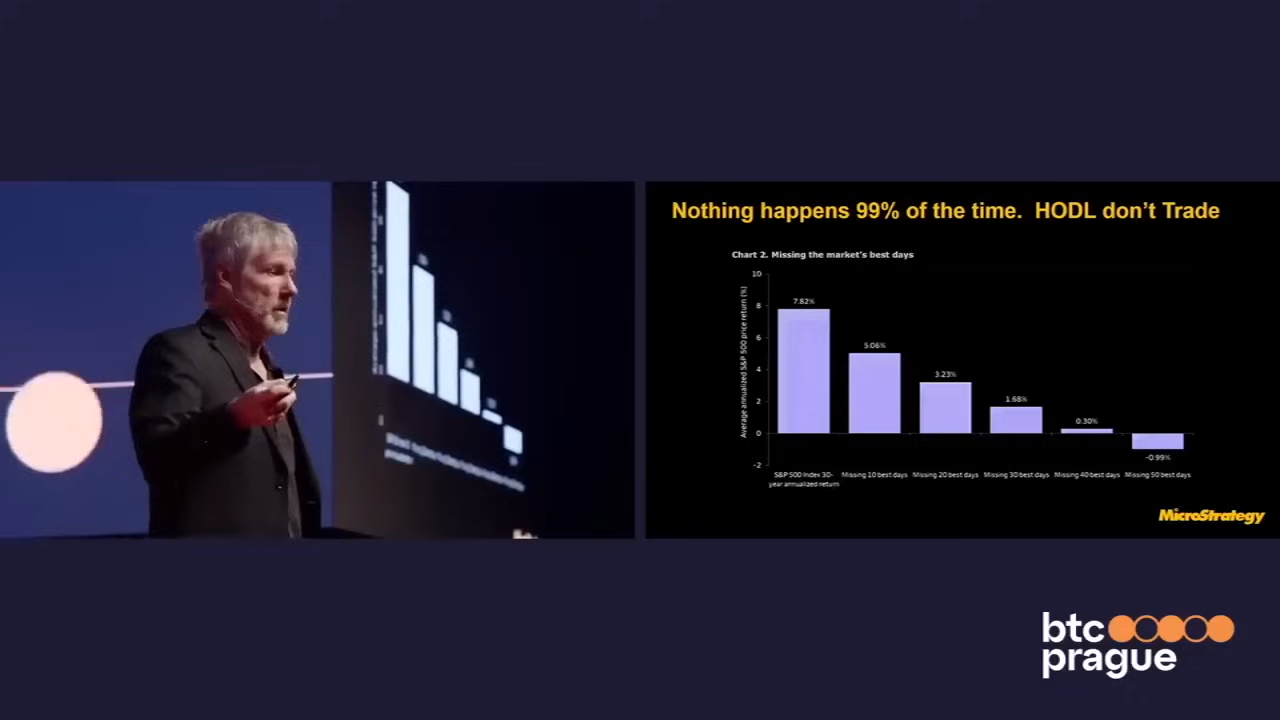 Nothing happens 99% of the time.  HODL don't Trade
Chart 2. Missing the market's best days
Average annualized S&P 500 price return (%)
10
8
6
4
2
0
-2
7.82%
5.06%
3.23%
1.68%
0.30%
-0.99%
S&P 500 Index 30-
year annualized return
Missing 10 best days
Missing 20 best days
Missing 30 best days
Missing 40 best days
Missing 50 best days
MicroStrategy
btc
prague